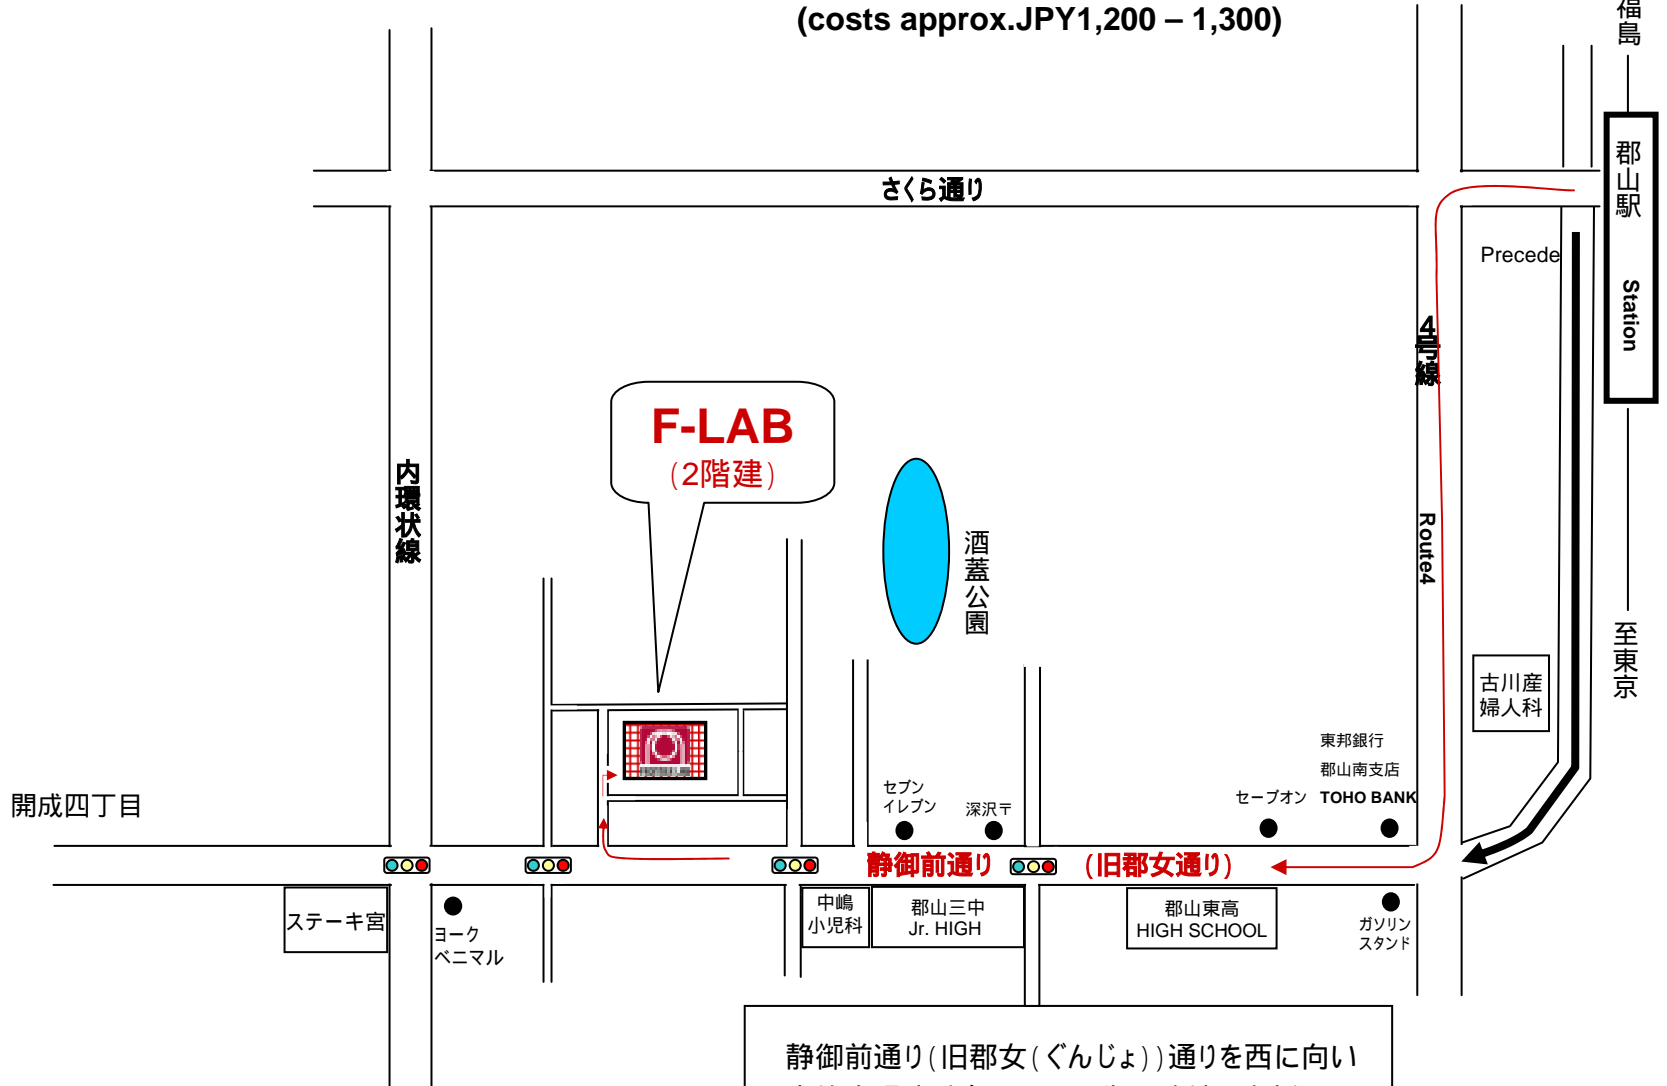 (costs approx.JPY1,200 – 1,300)
福島
郡山駅 Station
さくら通り
Precede
4号線
Route4
F-LAB
(2階建)
内環状線
酒蓋公園
至東京
古川産
婦人科
東邦銀行
郡山南支店
TOHO BANK
セーブオン
セブン
イレブン
深沢〒
開成四丁目
静御前通り (旧郡女通り)
ステーキ宮
ヨーク
ベニマル
中嶋
小児科
郡山三中
Jr. HIGH
郡山東高
HIGH SCHOOL
ガソリン
スタンド
静御前通り(旧郡女(ぐんじょ))通りを西に向い